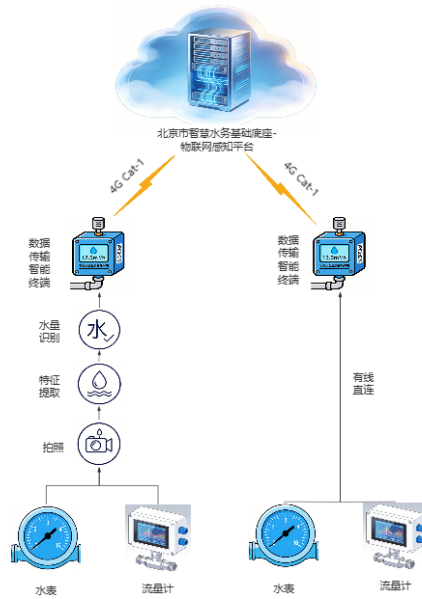 北京市智慧水务基础底座-
物联网感知平台
4G Cat-1
4G Cat-1
数据
传输
智能
终端
数据
传输
智能
终端
水量
识别
水
特征
提取
有线
直连
拍照
水表
流量计
水表
流量计